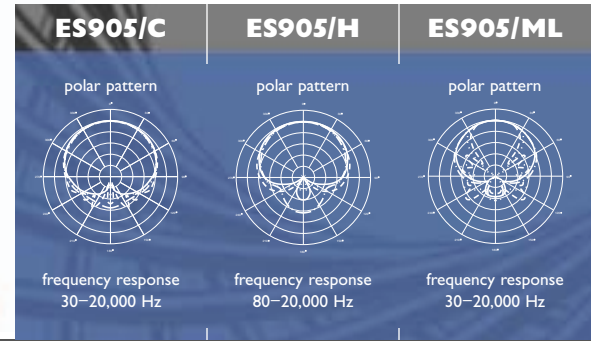 ES905/C
ES905/H
ES905/ML
polar pattern
polar pattern
polar pattern
frequency response
30–20,000 Hz
frequency response
80–20,000 Hz
frequency response
30–20,000 Hz